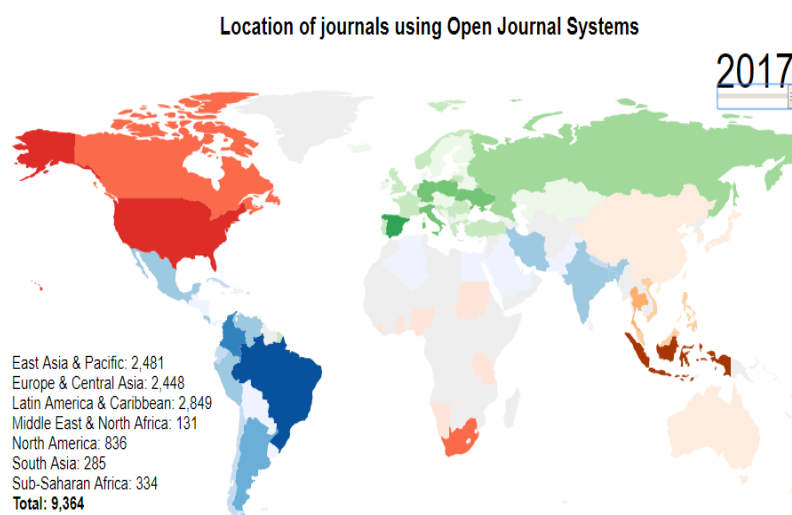 Location of journals using Open Journal Systems
2017
East Asia & Pacific: 2,481
Europe & Central Asia: 2,448
Latin America & Caribbean: 2,849
Middle East & North Africa: 131
North America: 836
South Asia: 285
Sub-Saharan Africa: 334
Total: 9,364